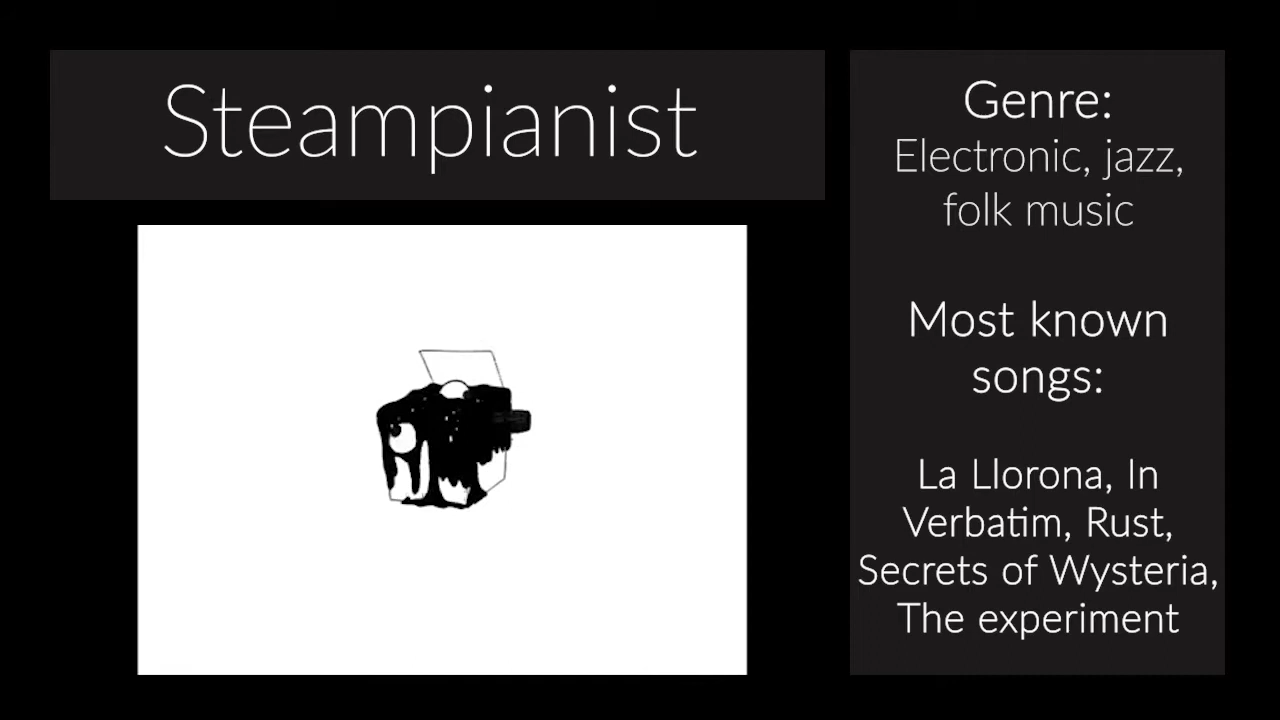 Steampianist
Genre:
Electronic, jazz,
folk music
Most known
songs:
La Llorona, In
Verbatim, Rust,
Secrets of Wysteria,
The experiment